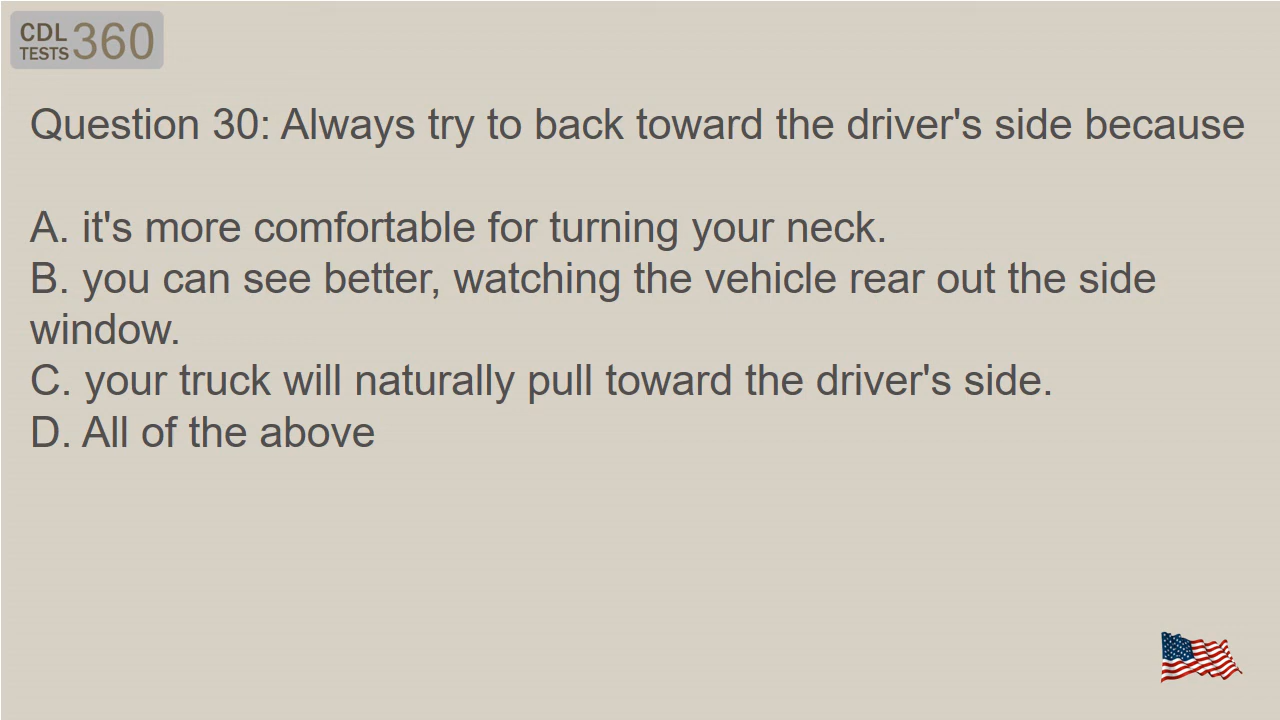 CDL
TESTS 360
Question 30: Always try to back toward the driver's side because
A. it's more comfortable for turning your neck.
B. you can see better, watching the vehicle rear out the side
window.
C. your truck will naturally pull toward the driver's side.
D. All of the above